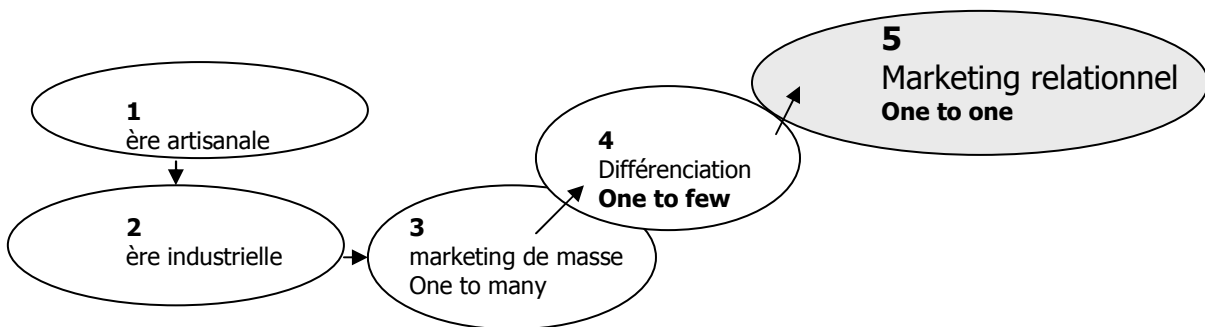 1
ère artisanale
2
ère industrielle
3
marketing de masse
One to many
4
Différenciation
One to few
5
Marketing relationnel
One to one